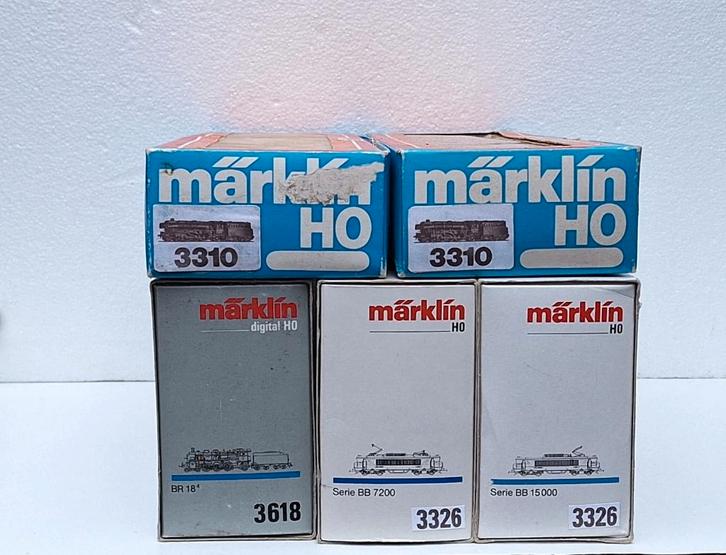 märklin
HO
3310
märklin
HO
3310
märklin
digital HO
BR 18⁴
3618
märklin
HO
Serie BB 7200
3326
märklin
HO
Serie BB 15000
3326